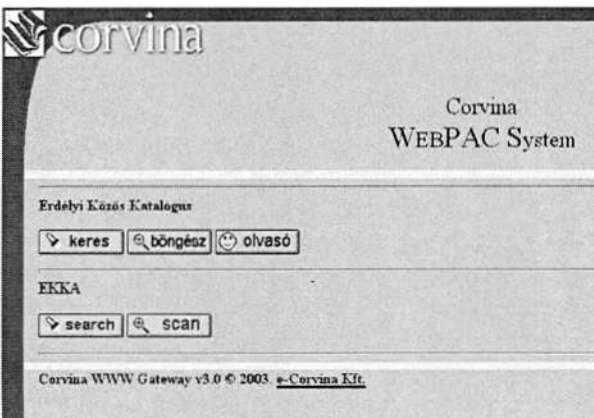 corvina
Corvina
WEBPAC System
Erdélyi Közös Katalógus
keres böngész olvasó
EKKA
search scan
Corvina WWW Gateway v3.0 © 2003. e-Corvina Kft.